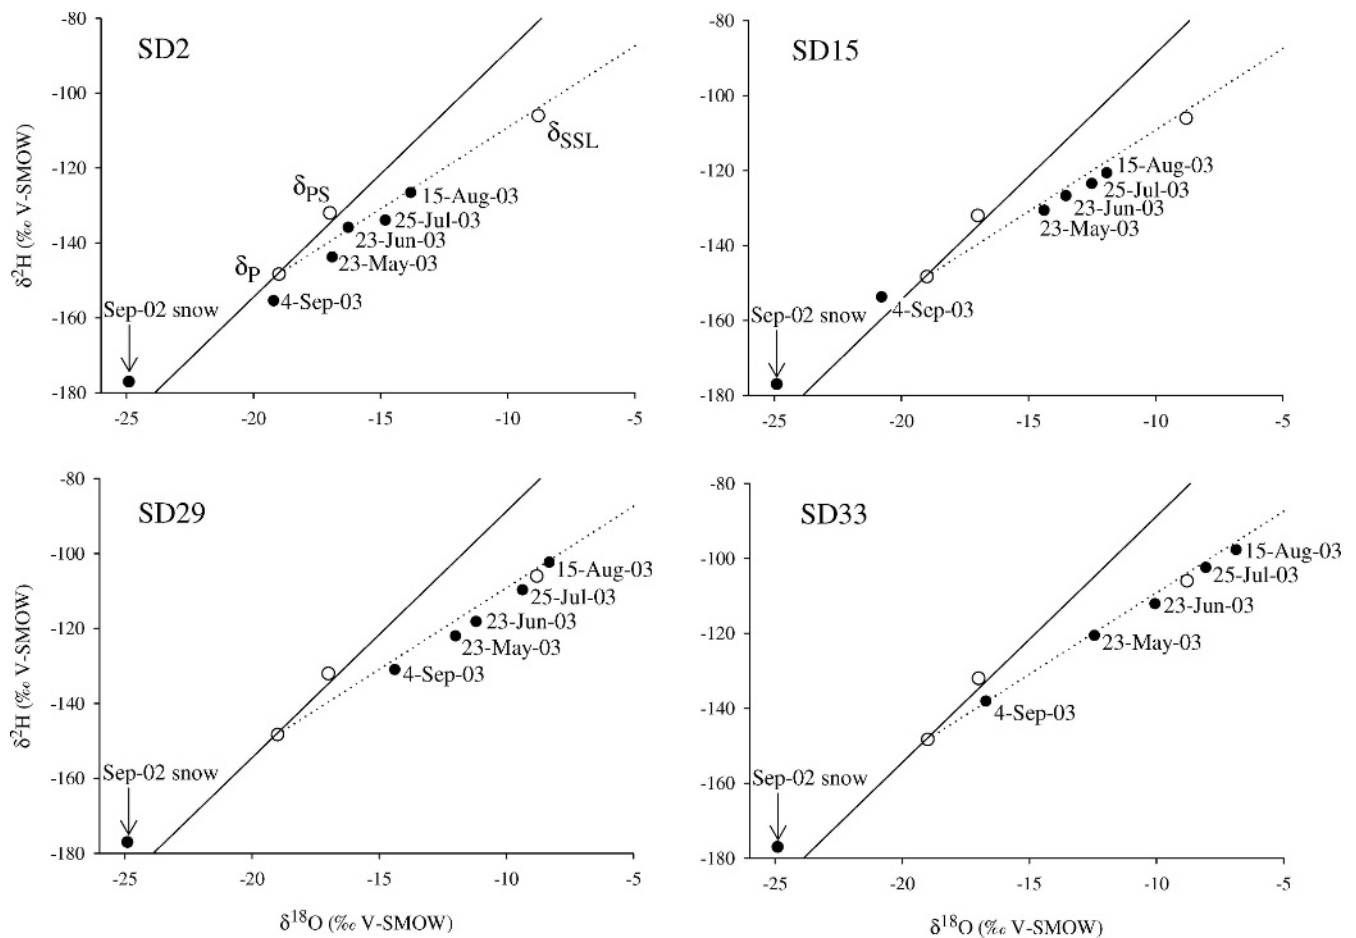 SD2
-80
-100
-120
-140
-160
-180
δ²H (‰ V-SMOW)
δSSL
δPS
δP
15-Aug-03
25-Jul-03
23-Jun-03
23-May-03
4-Sep-03
Sep-02 snow
-25
-20
-15
-10
-5
SD15
-80
-100
-120
-140
-160
-180
15-Aug-03
25-Jul-03
23-Jun-03
23-May-03
4-Sep-03
Sep-02 snow
-25
-20
-15
-10
-5
SD29
-80
-100
-120
-140
-160
-180
δ²H (‰ V-SMOW)
15-Aug-03
25-Jul-03
23-Jun-03
23-May-03
4-Sep-03
Sep-02 snow
-25
-20
-15
-10
-5
δ¹⁸O (‰ V-SMOW)
SD33
-80
-100
-120
-140
-160
-180
15-Aug-03
25-Jul-03
23-Jun-03
23-May-03
4-Sep-03
Sep-02 snow
-25
-20
-15
-10
-5
δ¹⁸O (‰ V-SMOW)